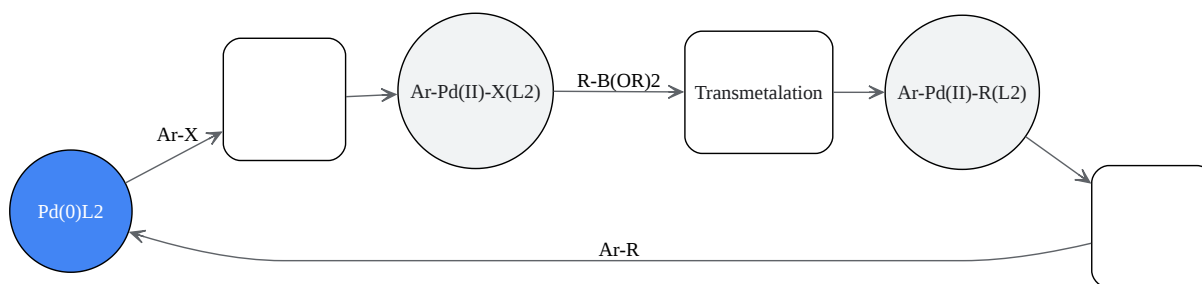 Ar-X
Ar-Pd(II)-X(L2)
R-B(OR)2
Transmetalation
Ar-Pd(II)-R(L2)
Pd(0)L2
Ar-R